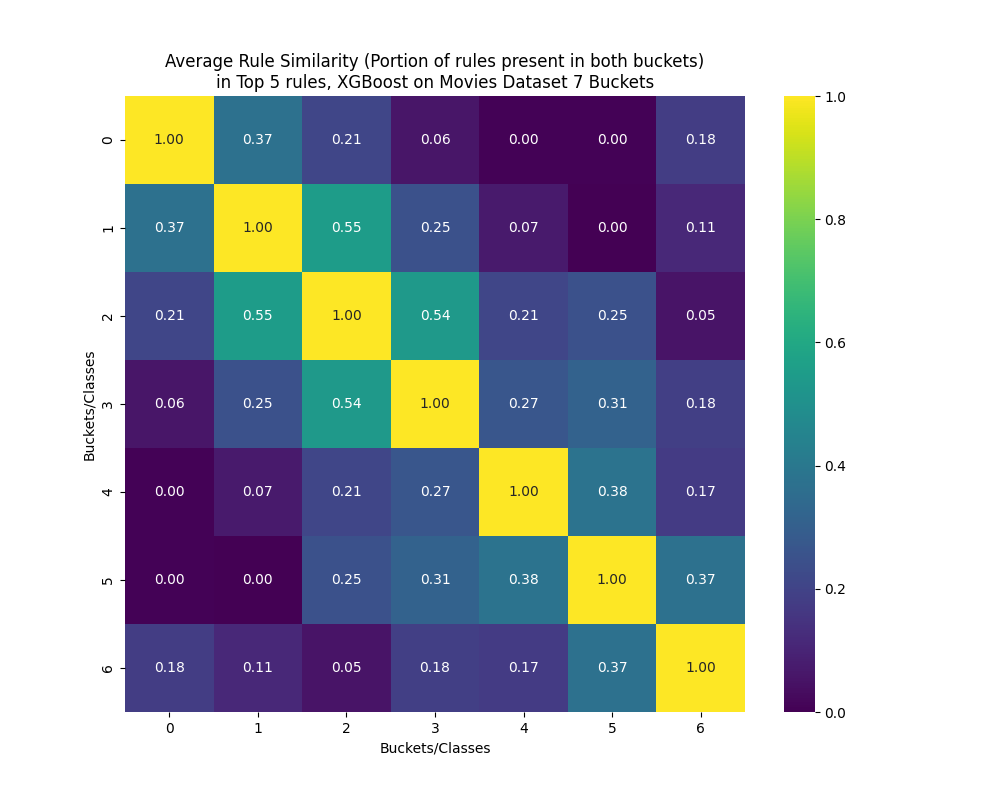 Average Rule Similarity (Portion of rules present in both buckets)
in Top 5 rules, XGBoost on Movies Dataset 7 Buckets
Buckets/Classes
0 1.00 0.37 0.21 0.06 0.00 0.00 0.18
1 0.37 1.00 0.55 0.25 0.07 0.00 0.11
2 0.21 0.55 1.00 0.54 0.21 0.25 0.05
3 0.06 0.25 0.54 1.00 0.27 0.31 0.18
4 0.00 0.07 0.21 0.27 1.00 0.38 0.17
5 0.00 0.00 0.25 0.31 0.38 1.00 0.37
6 0.18 0.11 0.05 0.18 0.17 0.37 1.00
0 1 2 3 4 5 6
Buckets/Classes
1.0
0.8
0.6
0.4
0.2
0.0